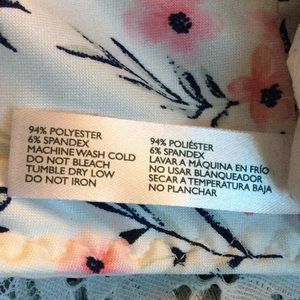 94% POLYESTER
6% SPANDEX
MACHINE WASH COLD
DO NOT BLEACH
TUMBLE DRY LOW
DO NOT IRON
94% POLIÉSTER
6% SPANDEX
LAVAR A MÁQUINA EN FRÍO
NO USAR BLANQUEADOR
SECAR A TEMPERATURA BAJA
NO PLANCHAR